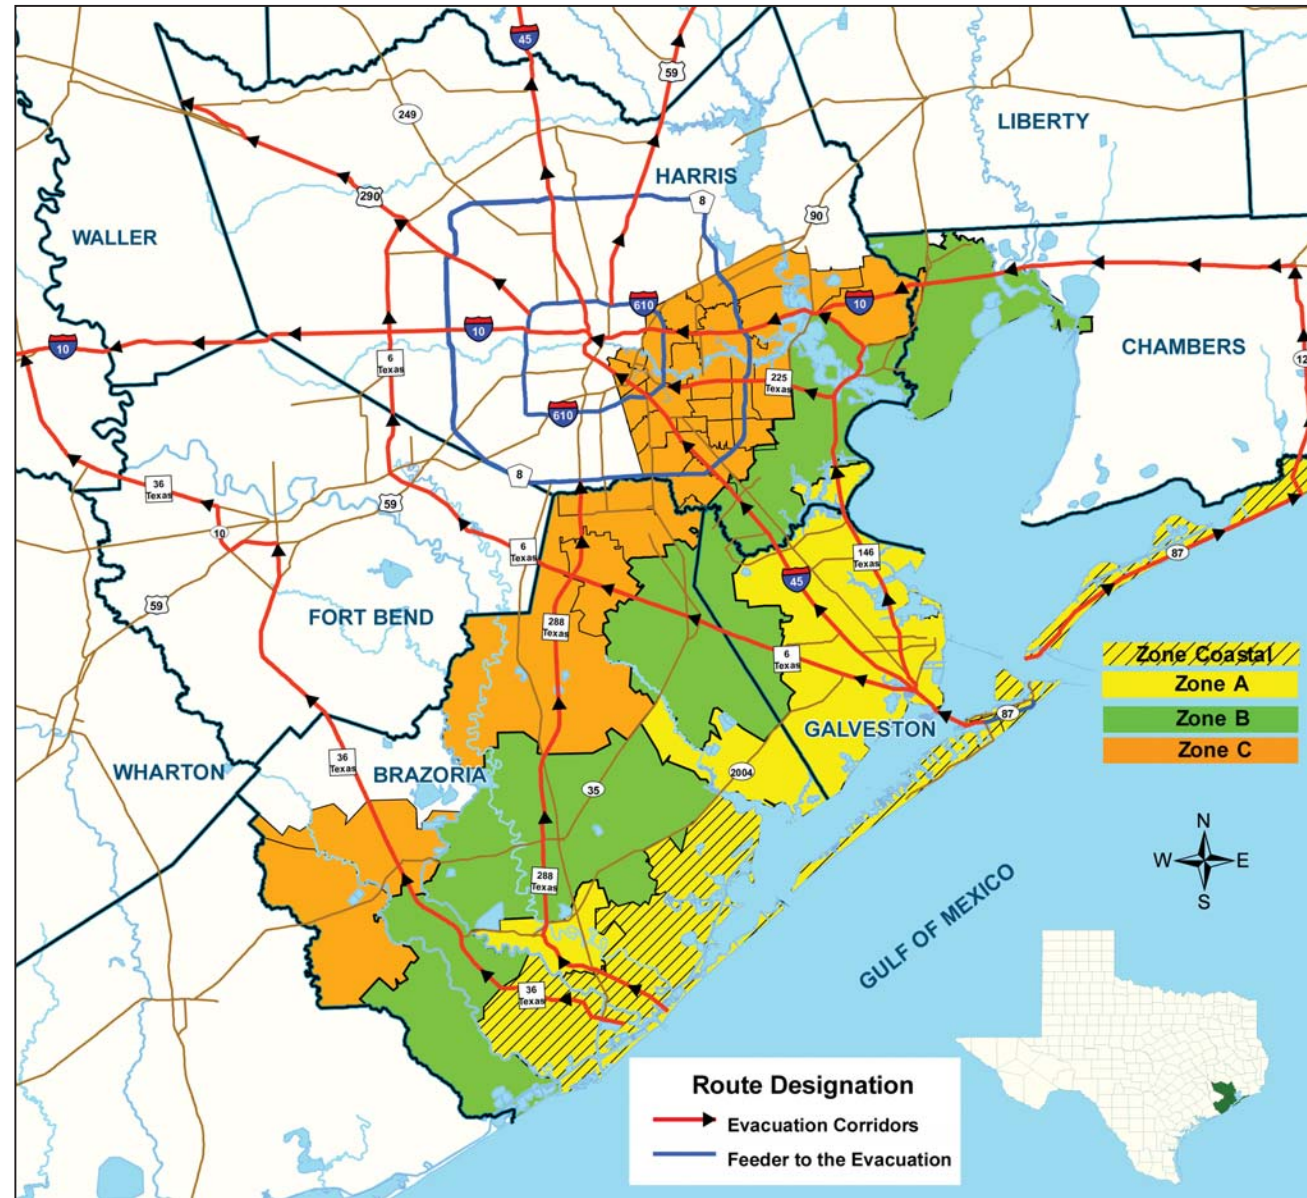 45
59
249
LIBERTY
HARRIS
290
8
90
WALLER
610
10
10
10
CHAMBERS
6
Texas
225
Texas
12
610
8
36
Texas
59
10
6
Texas
146
Texas
87
45
59
FORT BEND
288
Texas
6
Texas
Zone Coastal
Zone A
Zone B
Zone C
87
GALVESTON
36
Texas
WHARTON
BRAZORIA
2004
35
N
W
E
S
288
Texas
GULF OF MEXICO
36
Texas
Route Designation
Evacuation Corridors
Feeder to the Evacuation